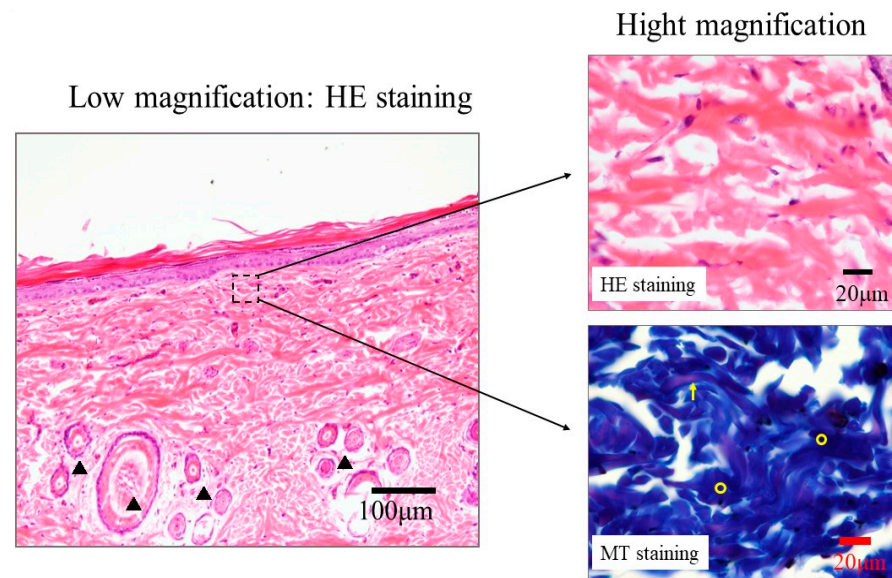 Hight magnification
Low magnification: HE staining
HE staining
20μm
100μm
MT staining
20μm